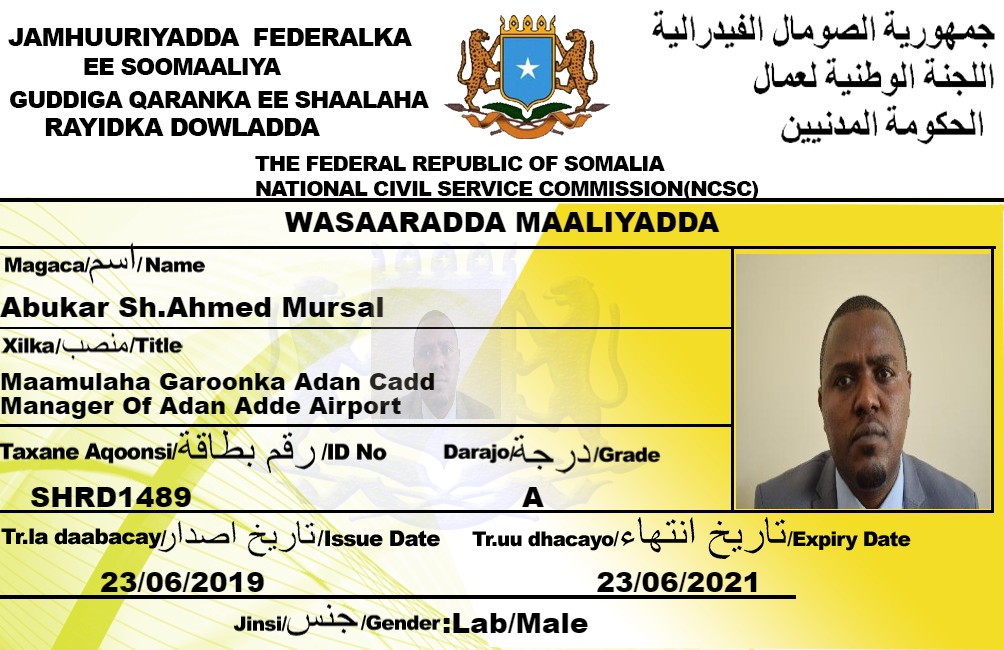 JAMHUURIYADDA FEDERALKA
EE SOOMAALIYA
GUDDIGA QARANKA EE SHAALAHA
RAYIDKA DOWLADDA
جمهورية الصومال الفيدرالية
اللجنة الوطنية لعمال
الحكومة المدنيين
THE FEDERAL REPUBLIC OF SOMALIA
NATIONAL CIVIL SERVICE COMMISSION(NCSC)
WASAARADDA MAALIYADDA
Magaca/اسم/Name
Abukar Sh.Ahmed Mursal
Xilka/منصب/Title
Maamulaha Garoonka Adan Cadd
Manager Of Adan Adde Airport
Taxane Aqoonsi/رقم بطاقة/ID No
SHRD1489
Darajo/درجة/Grade
A
Tr.la daabacay/تاريخ اصدار/Issue Date
23/06/2019
Tr.uu dhacayo/تاريخ انتهاء/Expiry Date
23/06/2021
Jinsi/جنس/Gender:Lab/Male